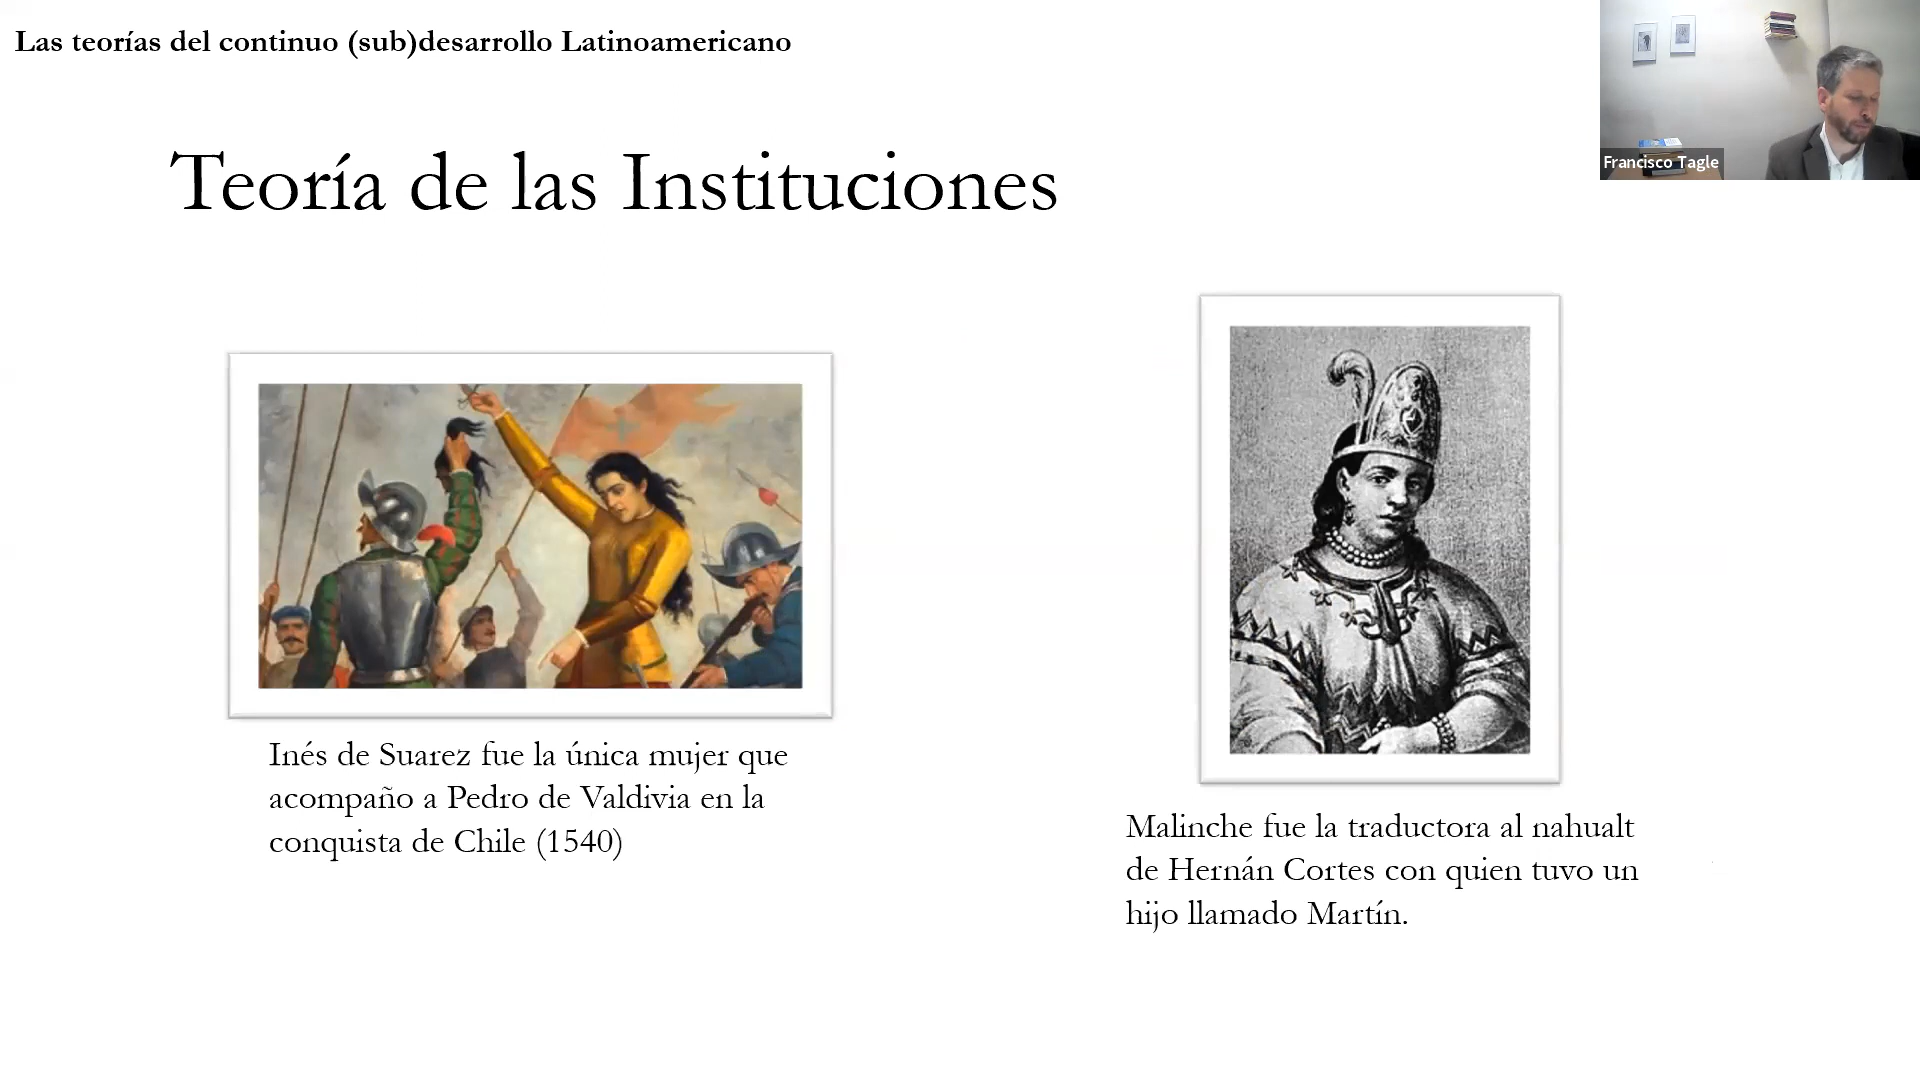 Las teorías del continuo (sub)desarrollo Latinoamericano
Francisco Tagle
Teoría de las Instituciones
Inés de Suarez fue la única mujer que
acompaño a Pedro de Valdivia en la
conquista de Chile (1540)
Malinche fue la traductora al nahualt
de Hernán Cortes con quien tuvo un
hijo llamado Martín.